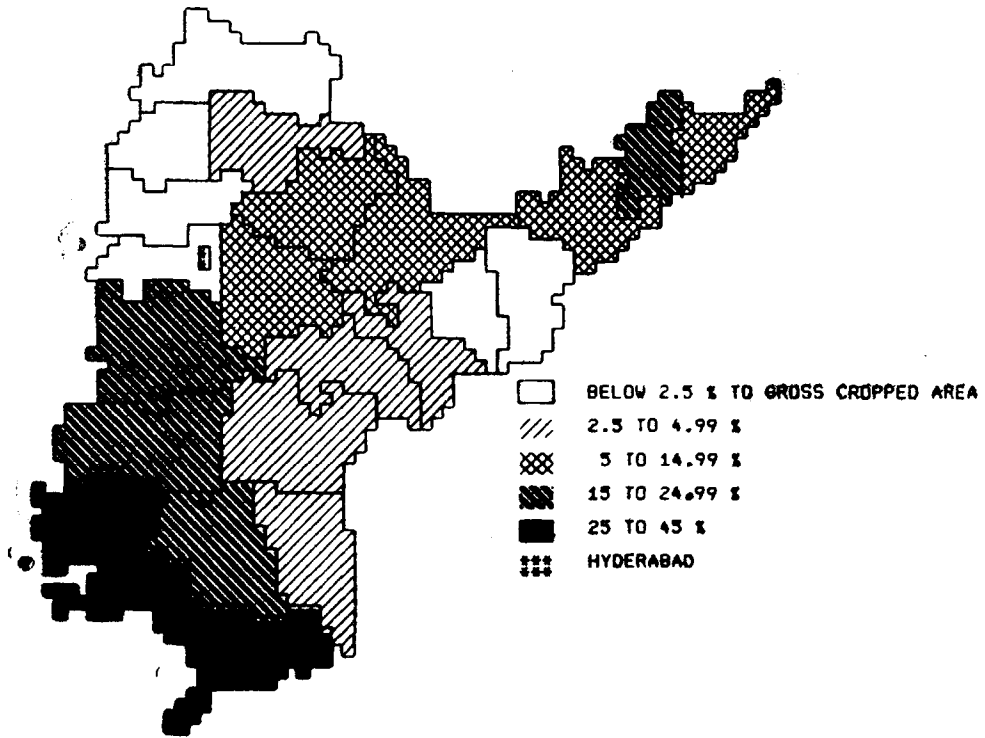 BELOW 2.5 % TO GROSS CROPPED AREA
2.5 TO 4.99 %
5 TO 14.99 %
15 TO 24.99 %
25 TO 45 %
HYDERABAD